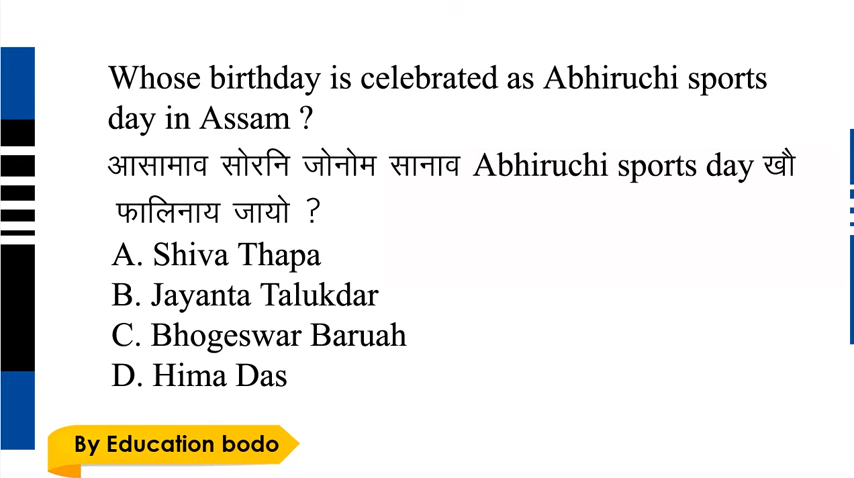 Whose birthday is celebrated as Abhiruchi sports
day in Assam ?
आसामाव सोरनि जोनोम सानाव Abhiruchi sports day खौ
फालिनाय जायो ?
A. Shiva Thapa
B. Jayanta Talukdar
C. Bhogeswar Baruah
D. Hima Das
By Education bodo